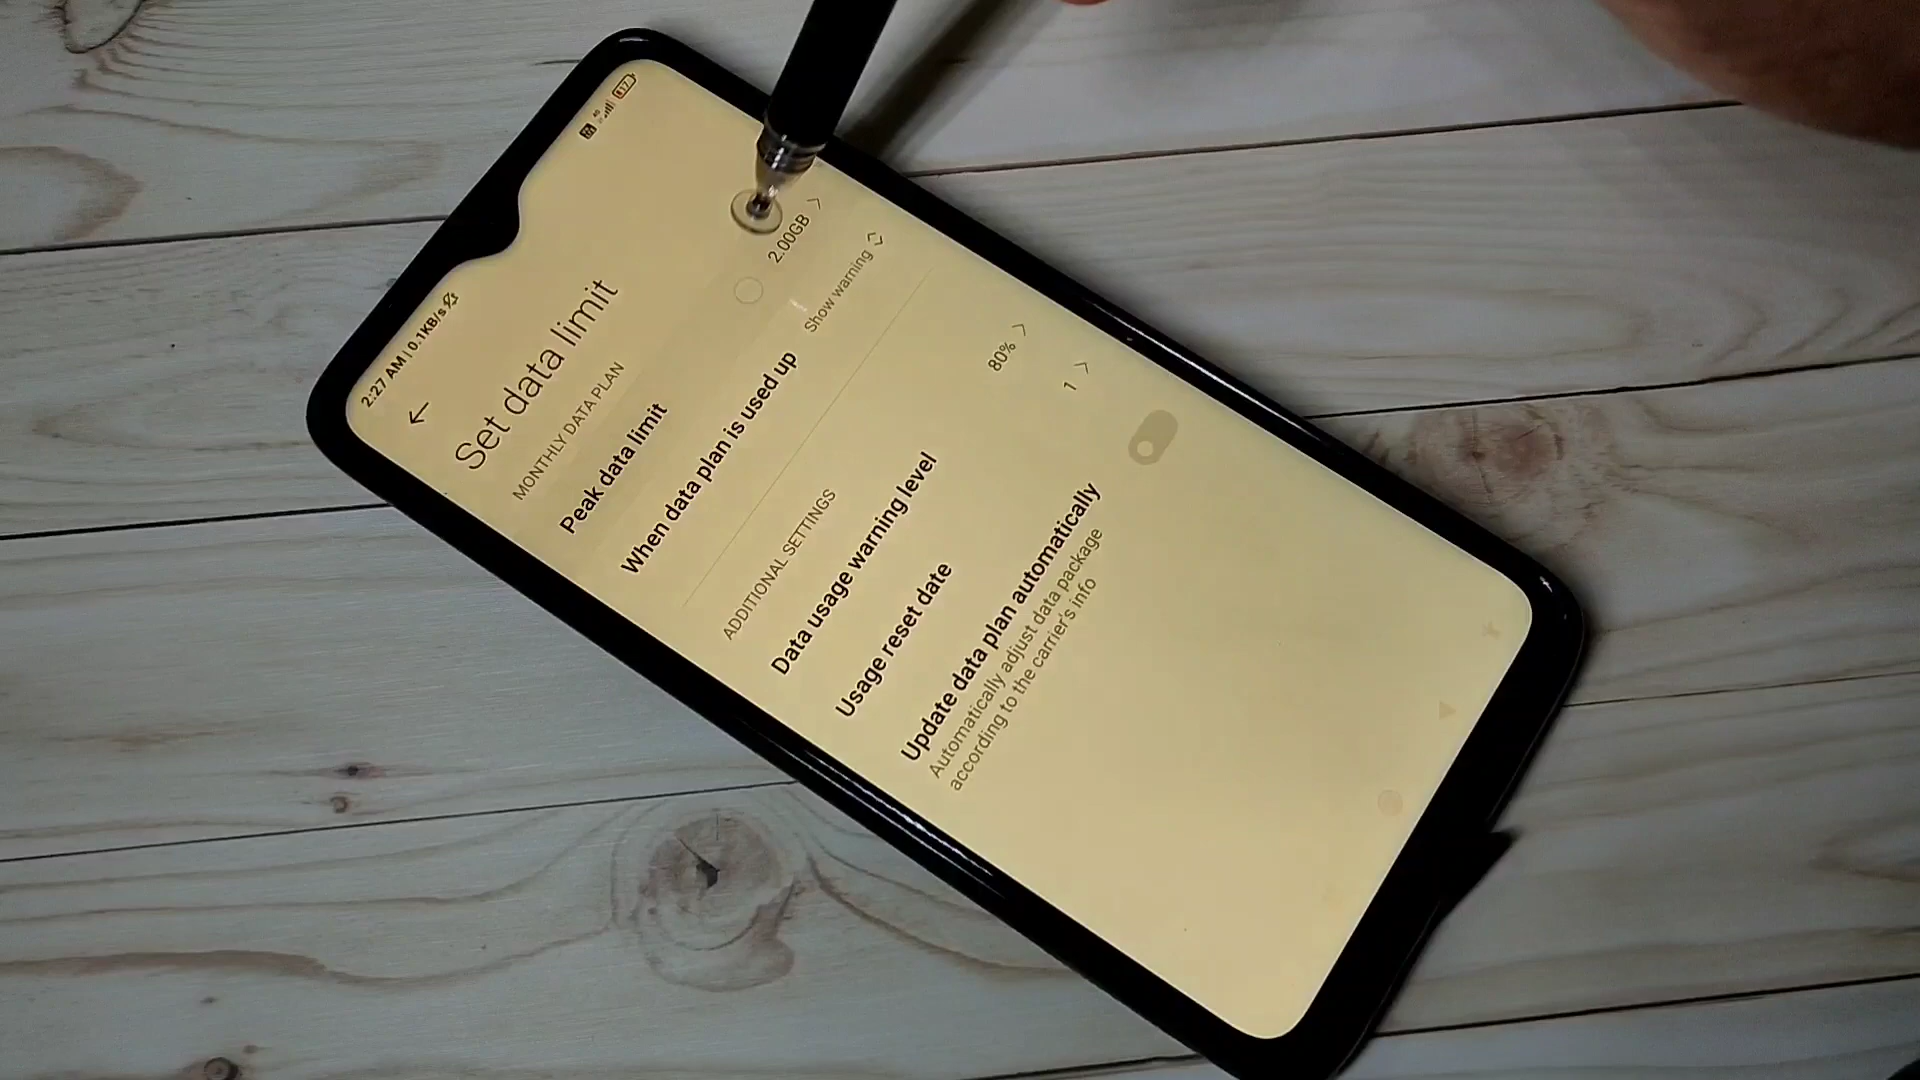 2:27 AM | 0.1KB/s
Set data limit
MONTHLY DATA PLAN
Peak data limit
2.00GB
When data plan is used up
Show warning
ADDITIONAL SETTINGS
Data usage warning level
80%
Usage reset date
1
Update data plan automatically
Automatically adjust data package
according to the carrier's info